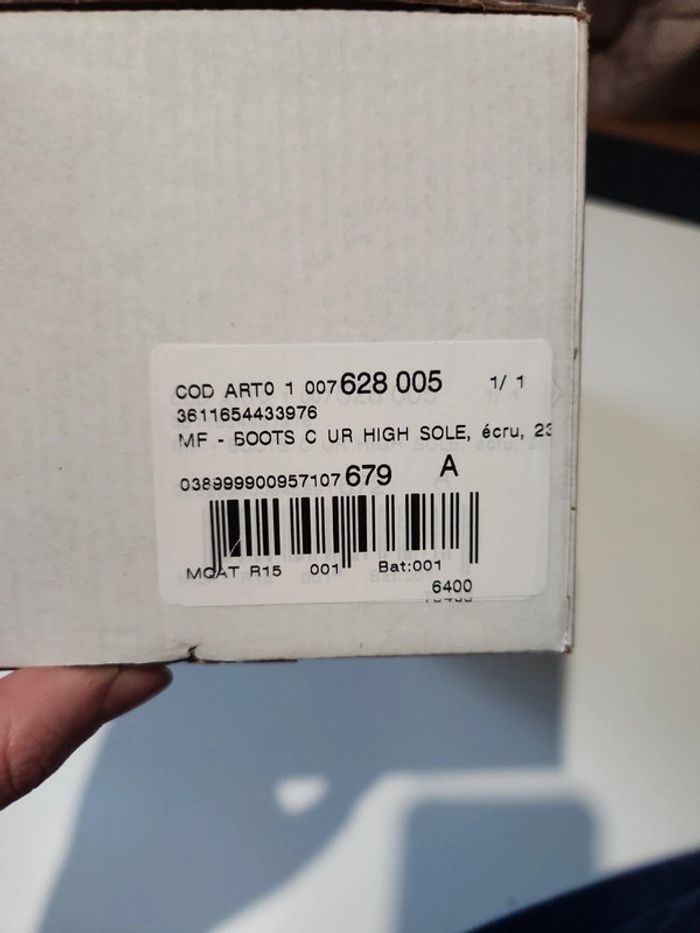 COD ART0 1 007 628 005 1/ 1
3611654433976
MF - BOOTS C UR HIGH SOLE, écru, 23
038999900957107 679 A
MCAT R15 001 Bat:001
6400